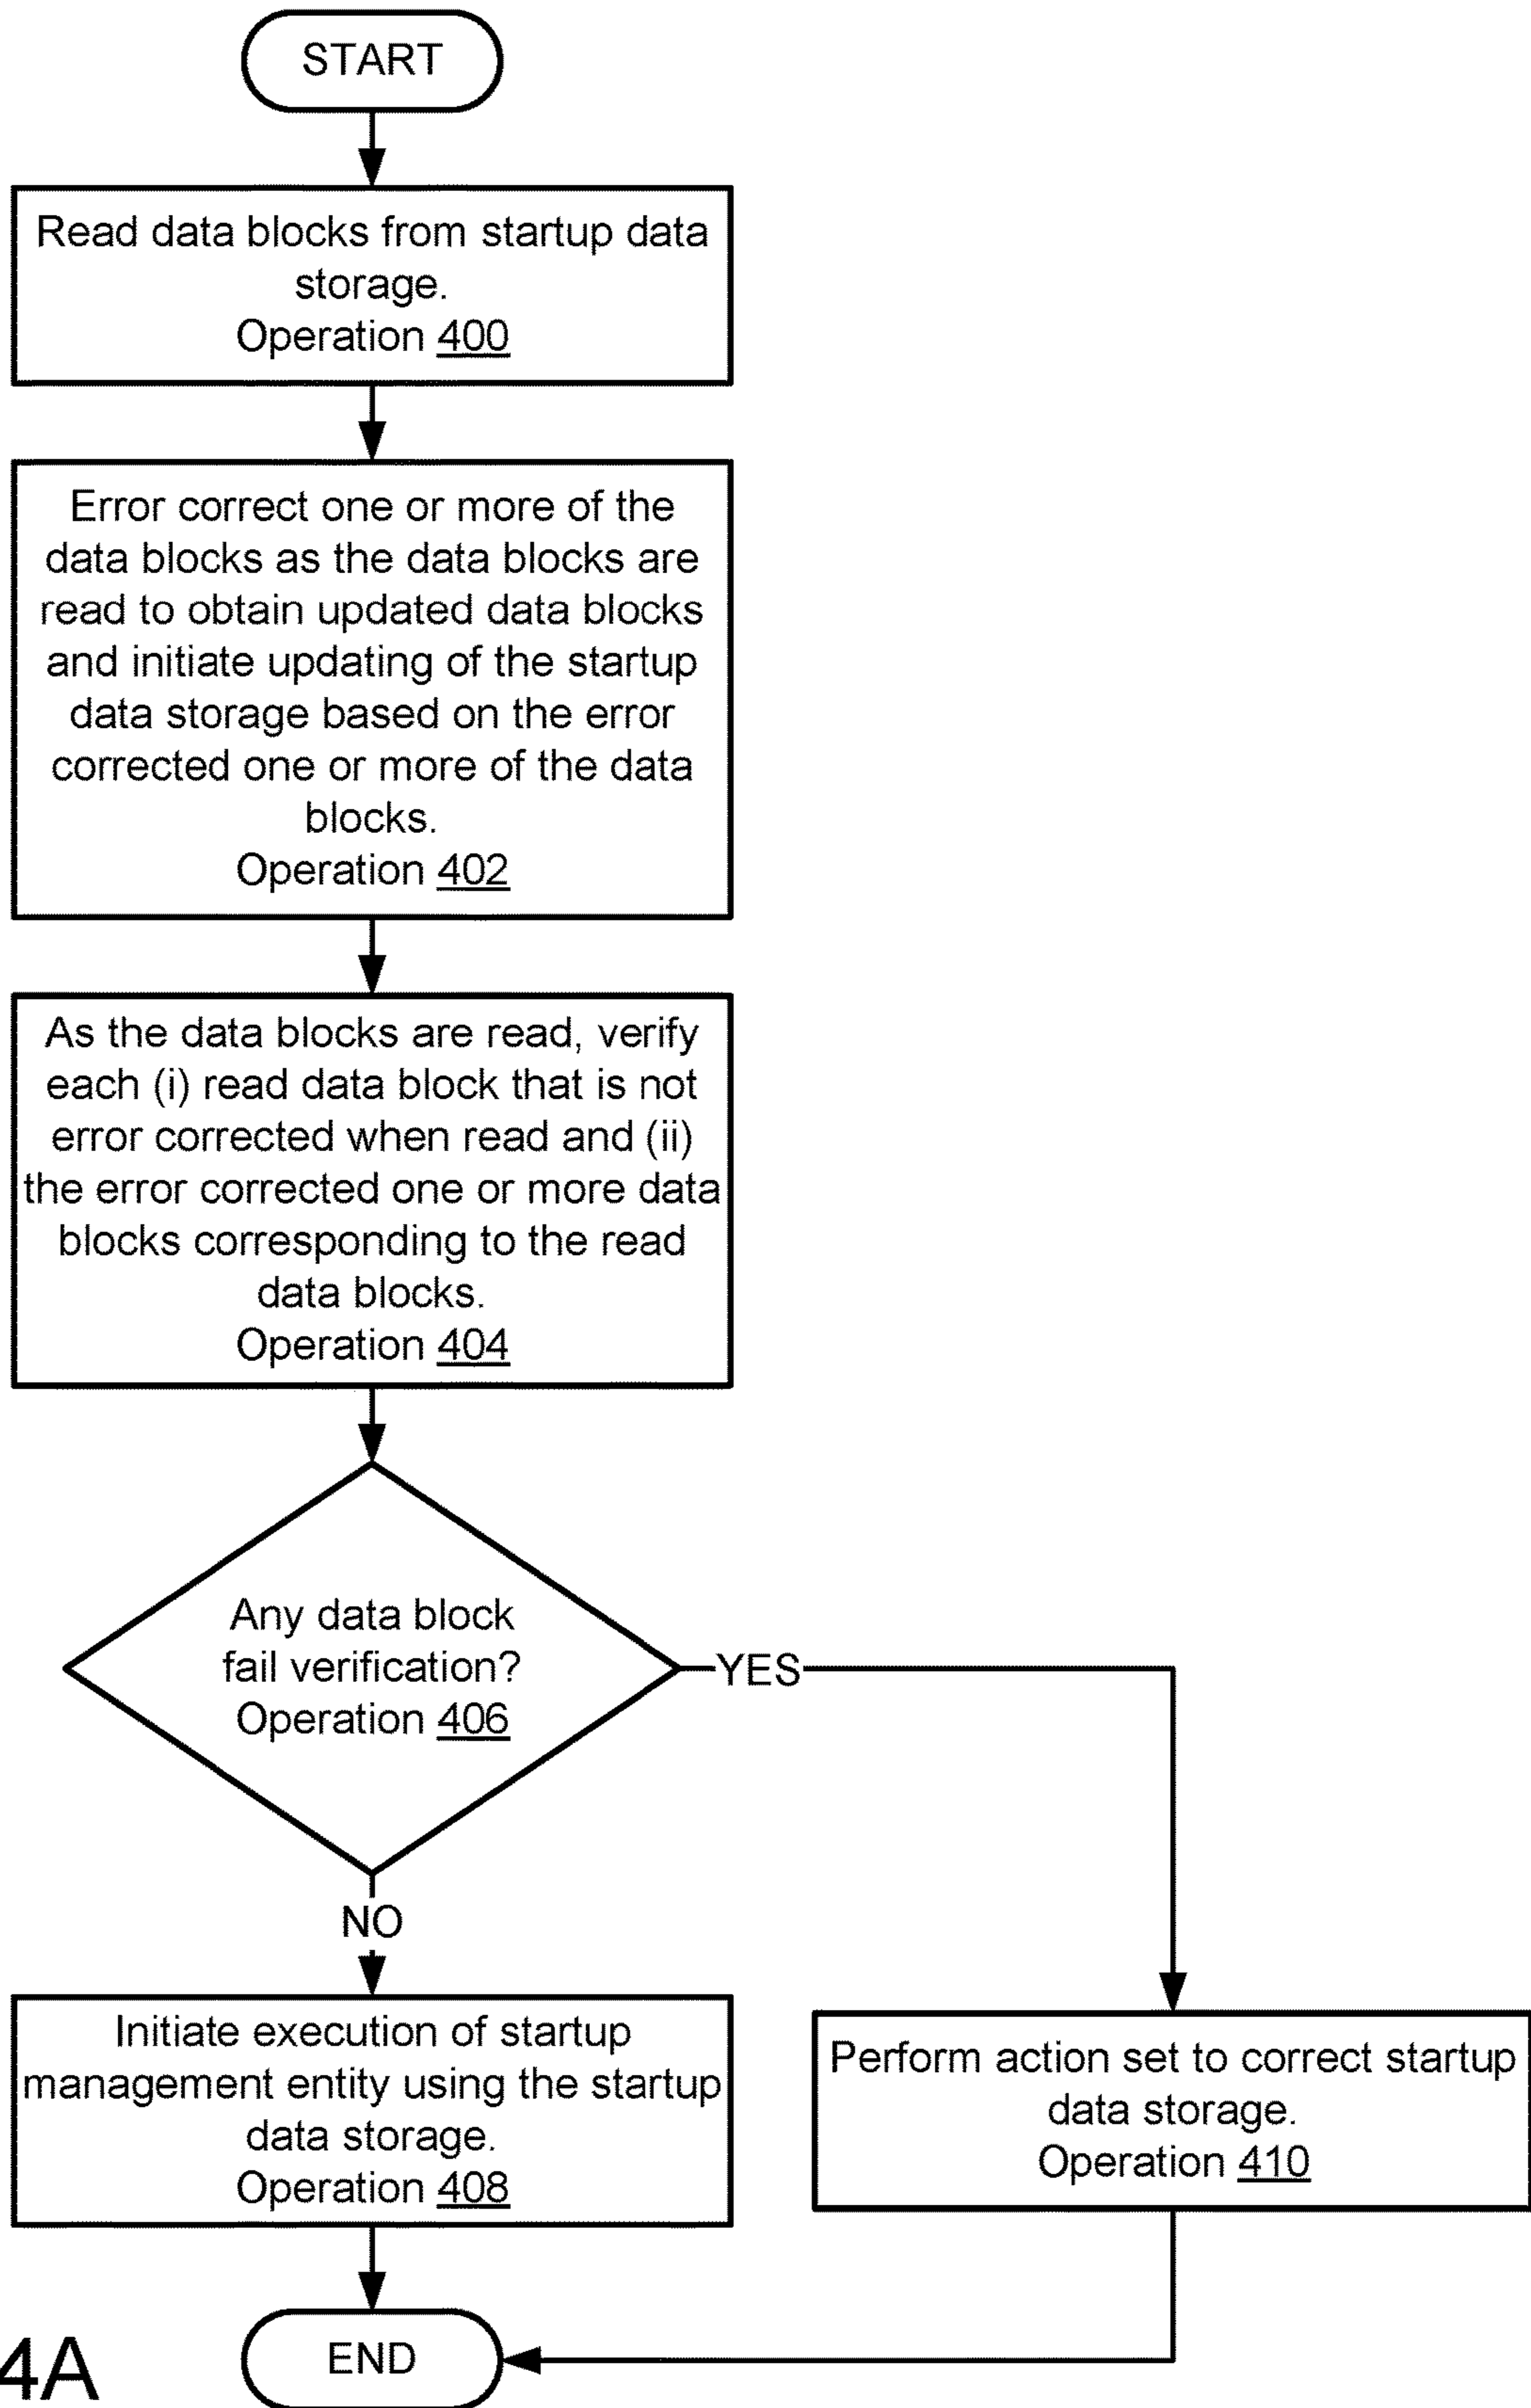 START
Read data blocks from startup data
storage.
Operation 400
Error correct one or more of the
data blocks as the data blocks are
read to obtain updated data blocks
and initiate updating of the startup
data storage based on the error
corrected one or more of the data
blocks.
Operation 402
As the data blocks are read, verify
each (i) read data block that is not
error corrected when read and (ii)
the error corrected one or more data
blocks corresponding to the read
data blocks.
Operation 404
Any data block
fail verification?
Operation 406
YES
NO
Initiate execution of startup
management entity using the startup
data storage.
Operation 408
Perform action set to correct startup
data storage.
Operation 410
END
4A